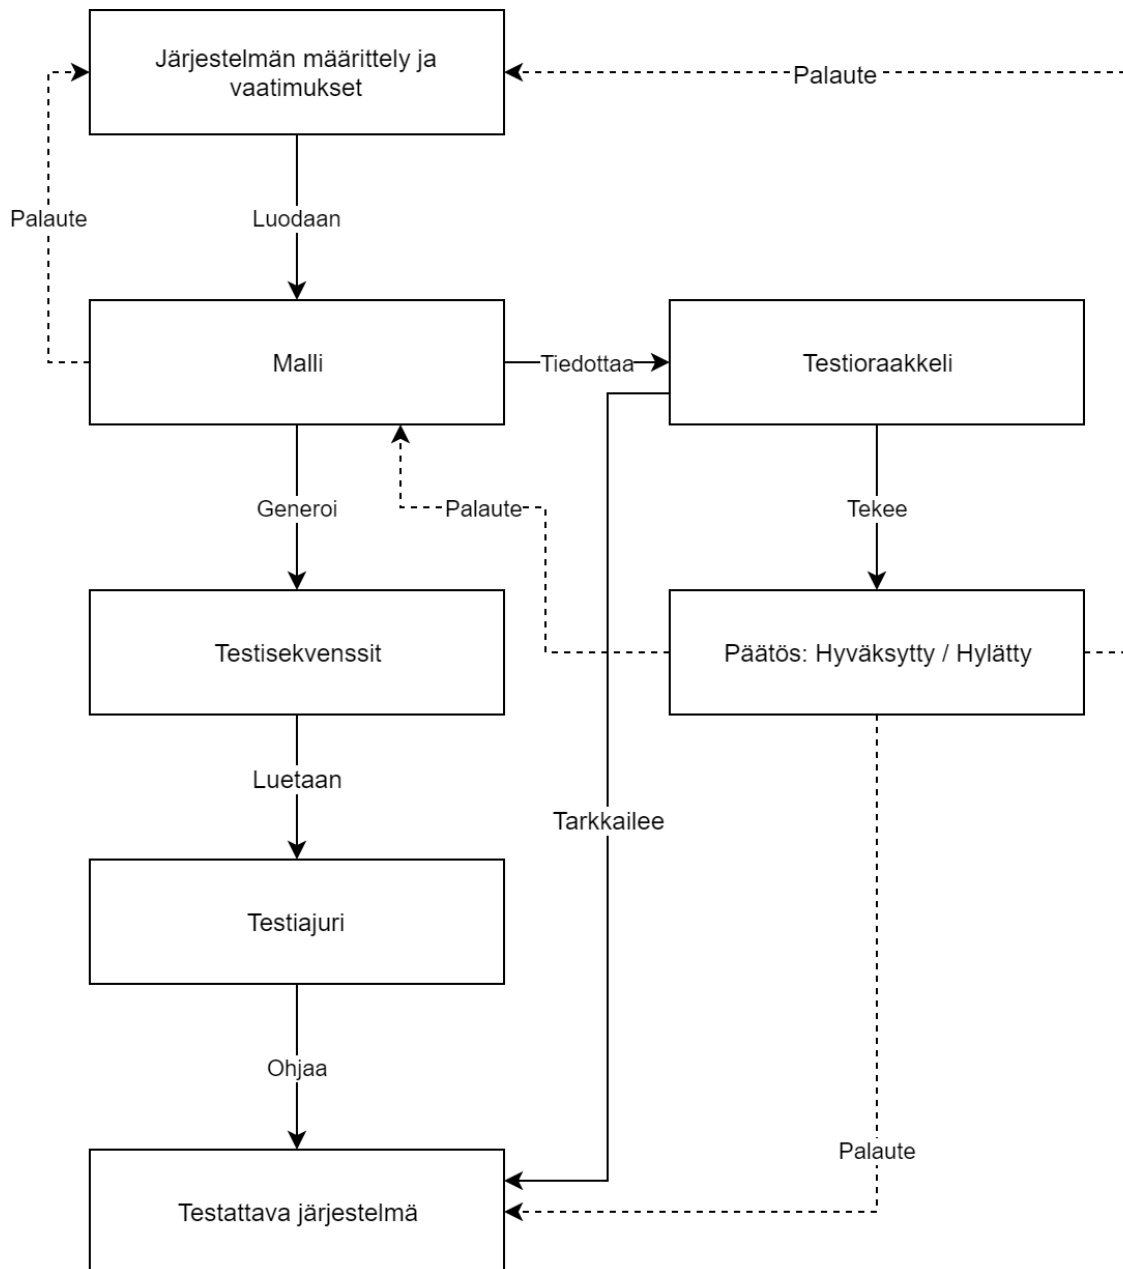 Järjestelmän määrittely ja
vaatimukset
Palaute
Palaute
Luodaan
Malli
Tiedottaa
Testioraakkeli
Generoi
Palaute
Tekee
Testisekvenssit
Päätös: Hyväksytty / Hylätty
Luetaan
Tarkkailee
Testiajuri
Ohjaa
Palaute
Testattava järjestelmä